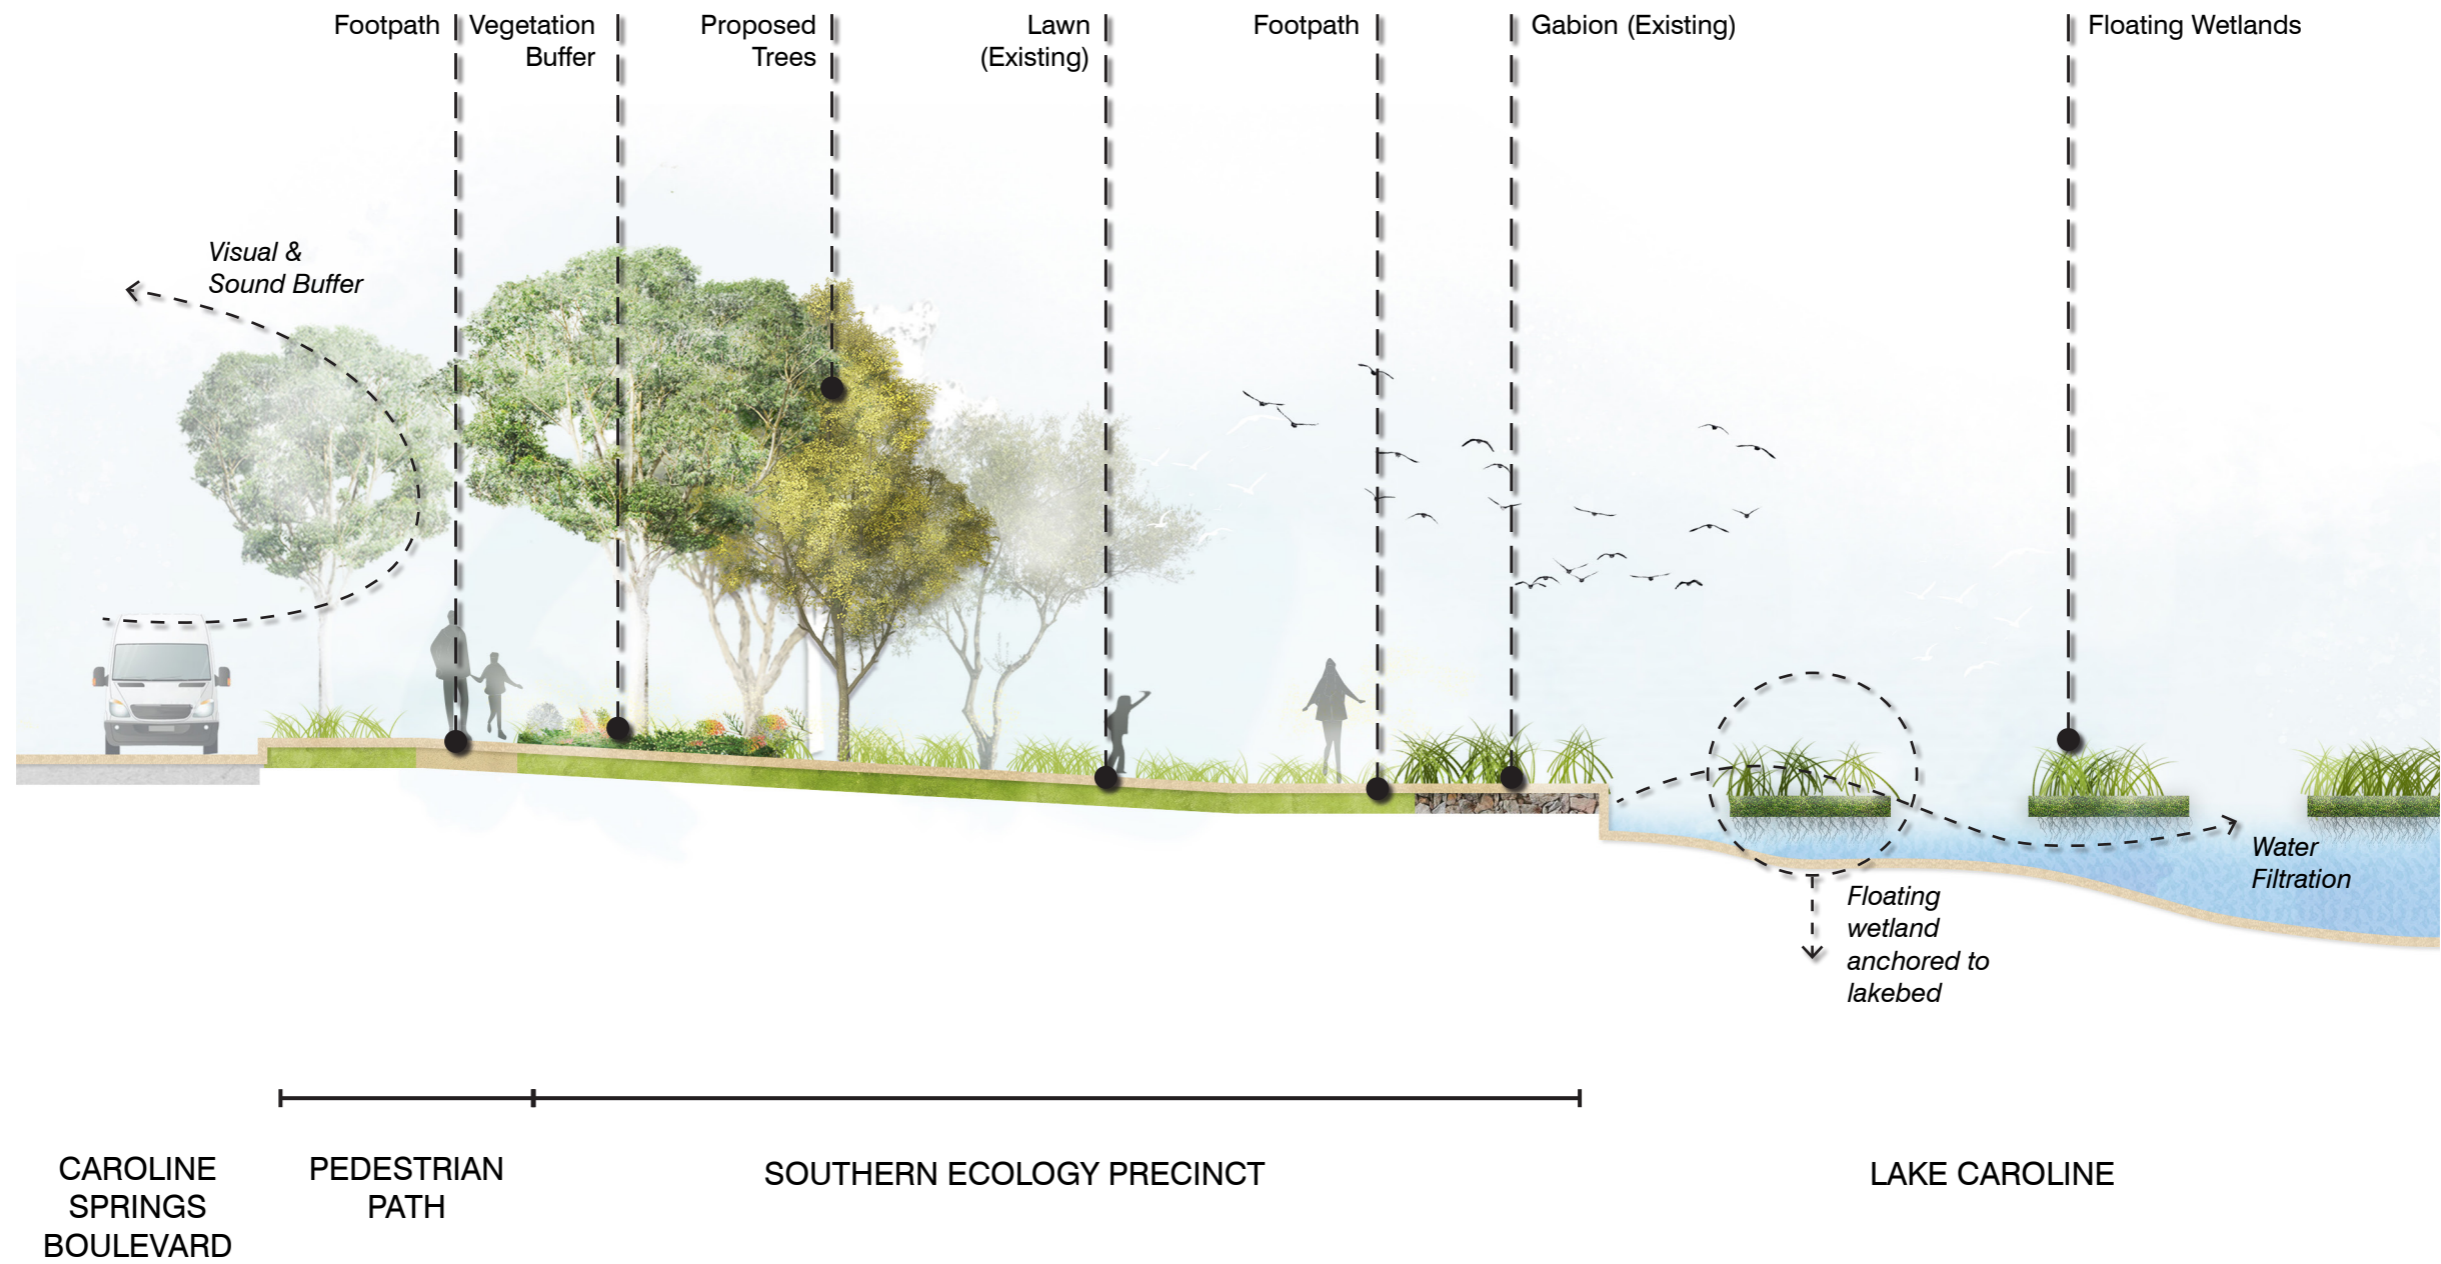 Footpath
Vegetation
Buffer
Proposed
Trees
Lawn
(Existing)
Footpath
Gabion (Existing)
Floating Wetlands
Visual &
Sound Buffer
Water
Filtration
Floating
wetland
anchored to
lakebed
CAROLINE
SPRINGS
BOULEVARD
PEDESTRIAN
PATH
SOUTHERN ECOLOGY PRECINCT
LAKE CAROLINE